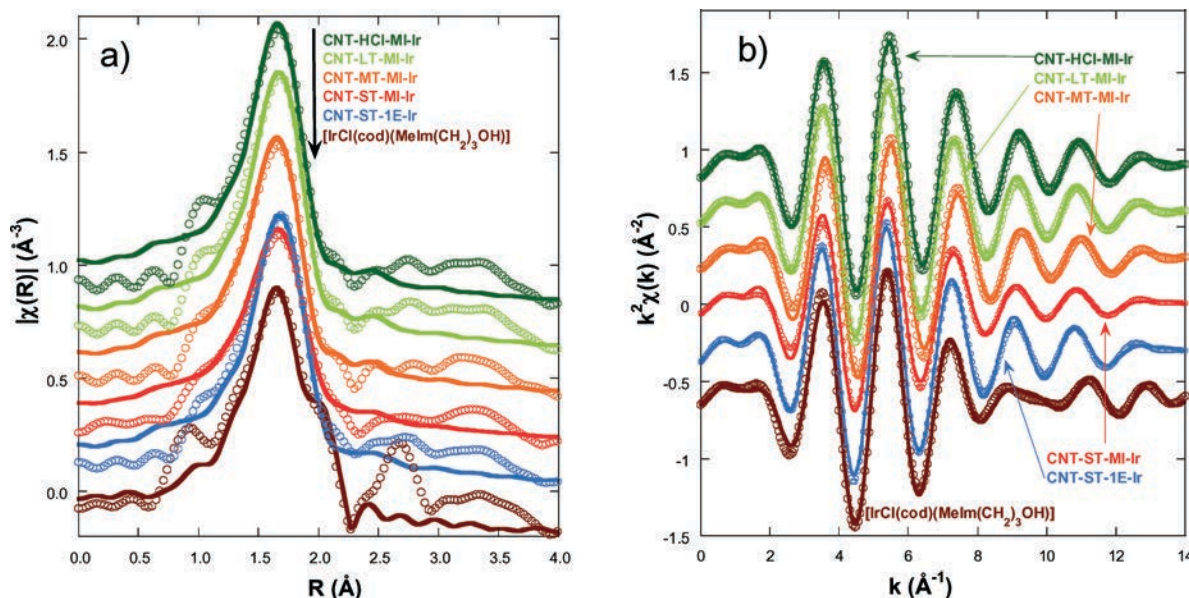 a)
CNT-HCl-MI-Ir
CNT-LT-MI-Ir
CNT-MT-MI-Ir
CNT-ST-MI-Ir
CNT-ST-1E-Ir
[IrCl(cod)(MeIm(CH2)3OH)]
|χ(R)| (Å-3)
2.0
1.5
1.0
0.5
0.0
0.0 0.5 1.0 1.5 2.0 2.5 3.0 3.5 4.0
R (Å)
b)
CNT-HCl-MI-Ir
CNT-LT-MI-Ir
CNT-MT-MI-Ir
k2χ(k) (Å-2)
1.5
1
0.5
0
-0.5
-1
-1.5
CNT-ST-MI-Ir
CNT-ST-1E-Ir
[IrCl(cod)(MeIm(CH2)3OH)]
0 2 4 6 8 10 12 14
k (Å-1)